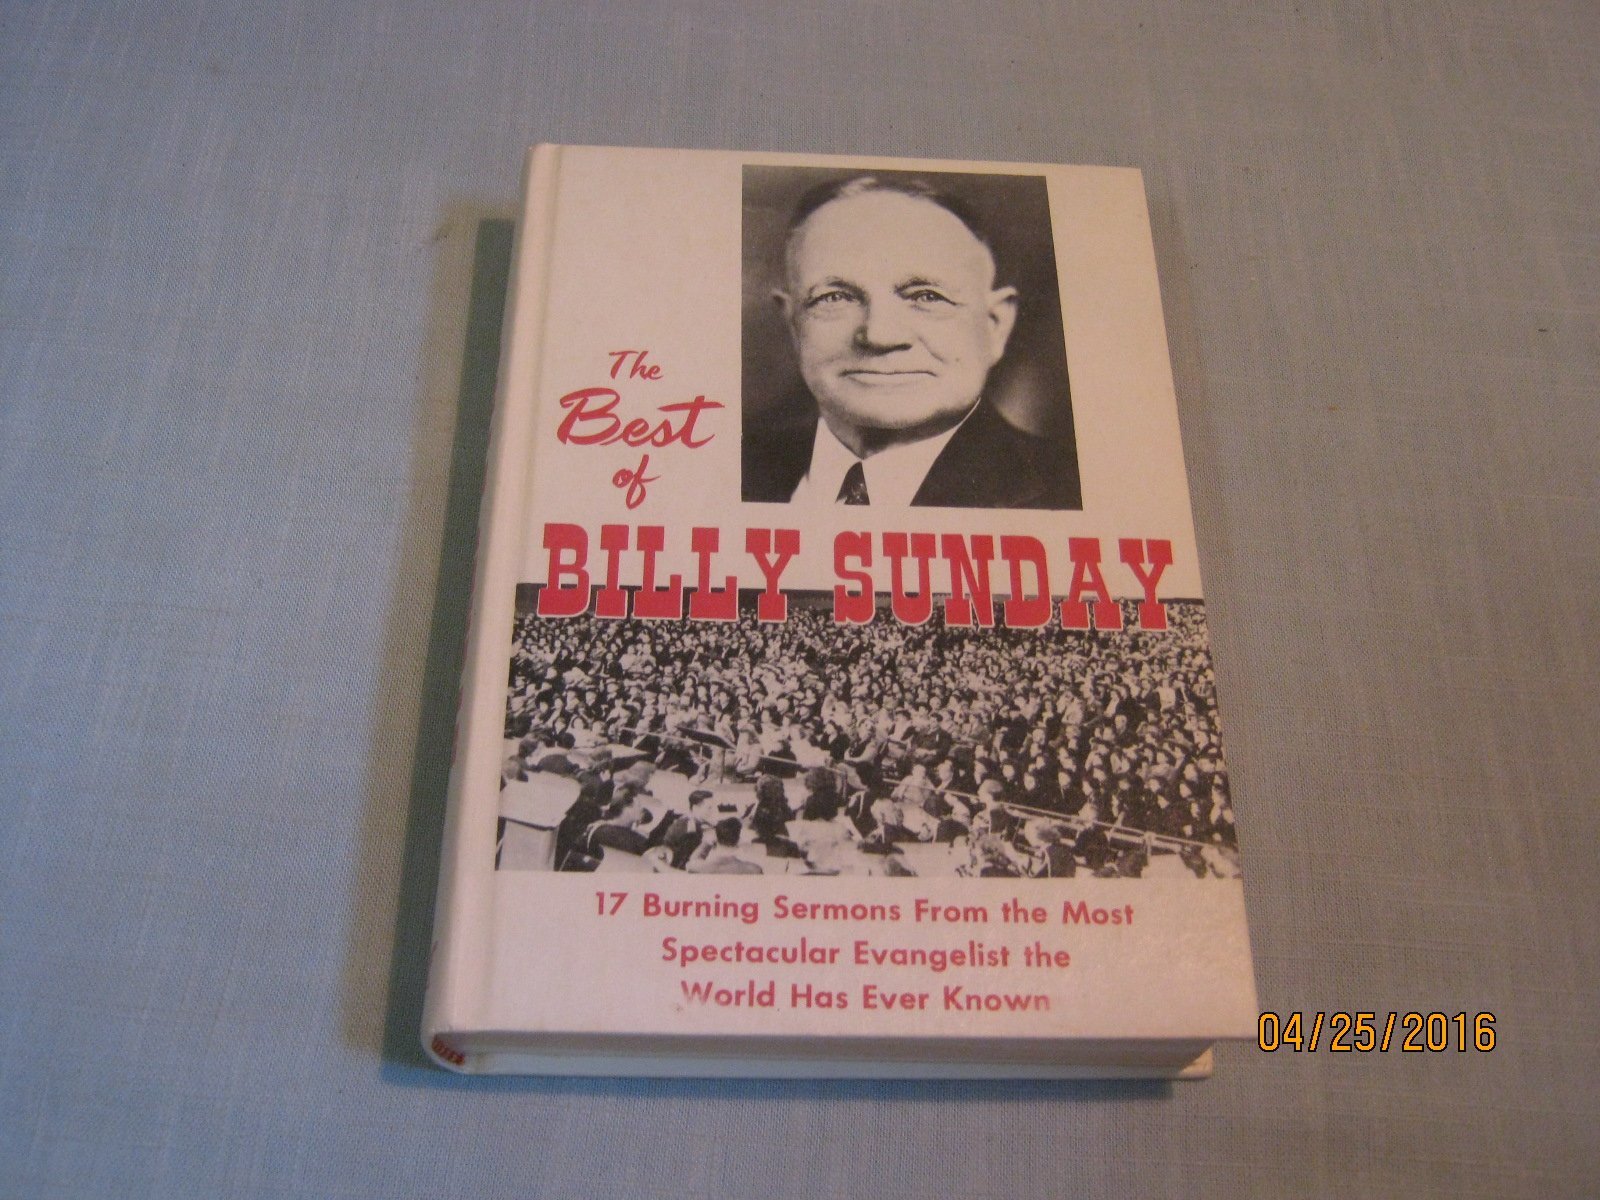 The
Best
of
BILLY SUNDAY
17 Burning Sermons From the Most
Spectacular Evangelist the
World Has Ever Known
04/25/2016